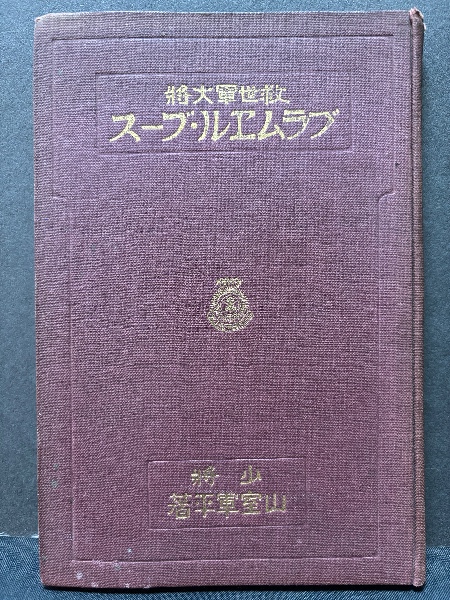 救世軍大將
ブラムエル・ブース
少將
山室軍平著